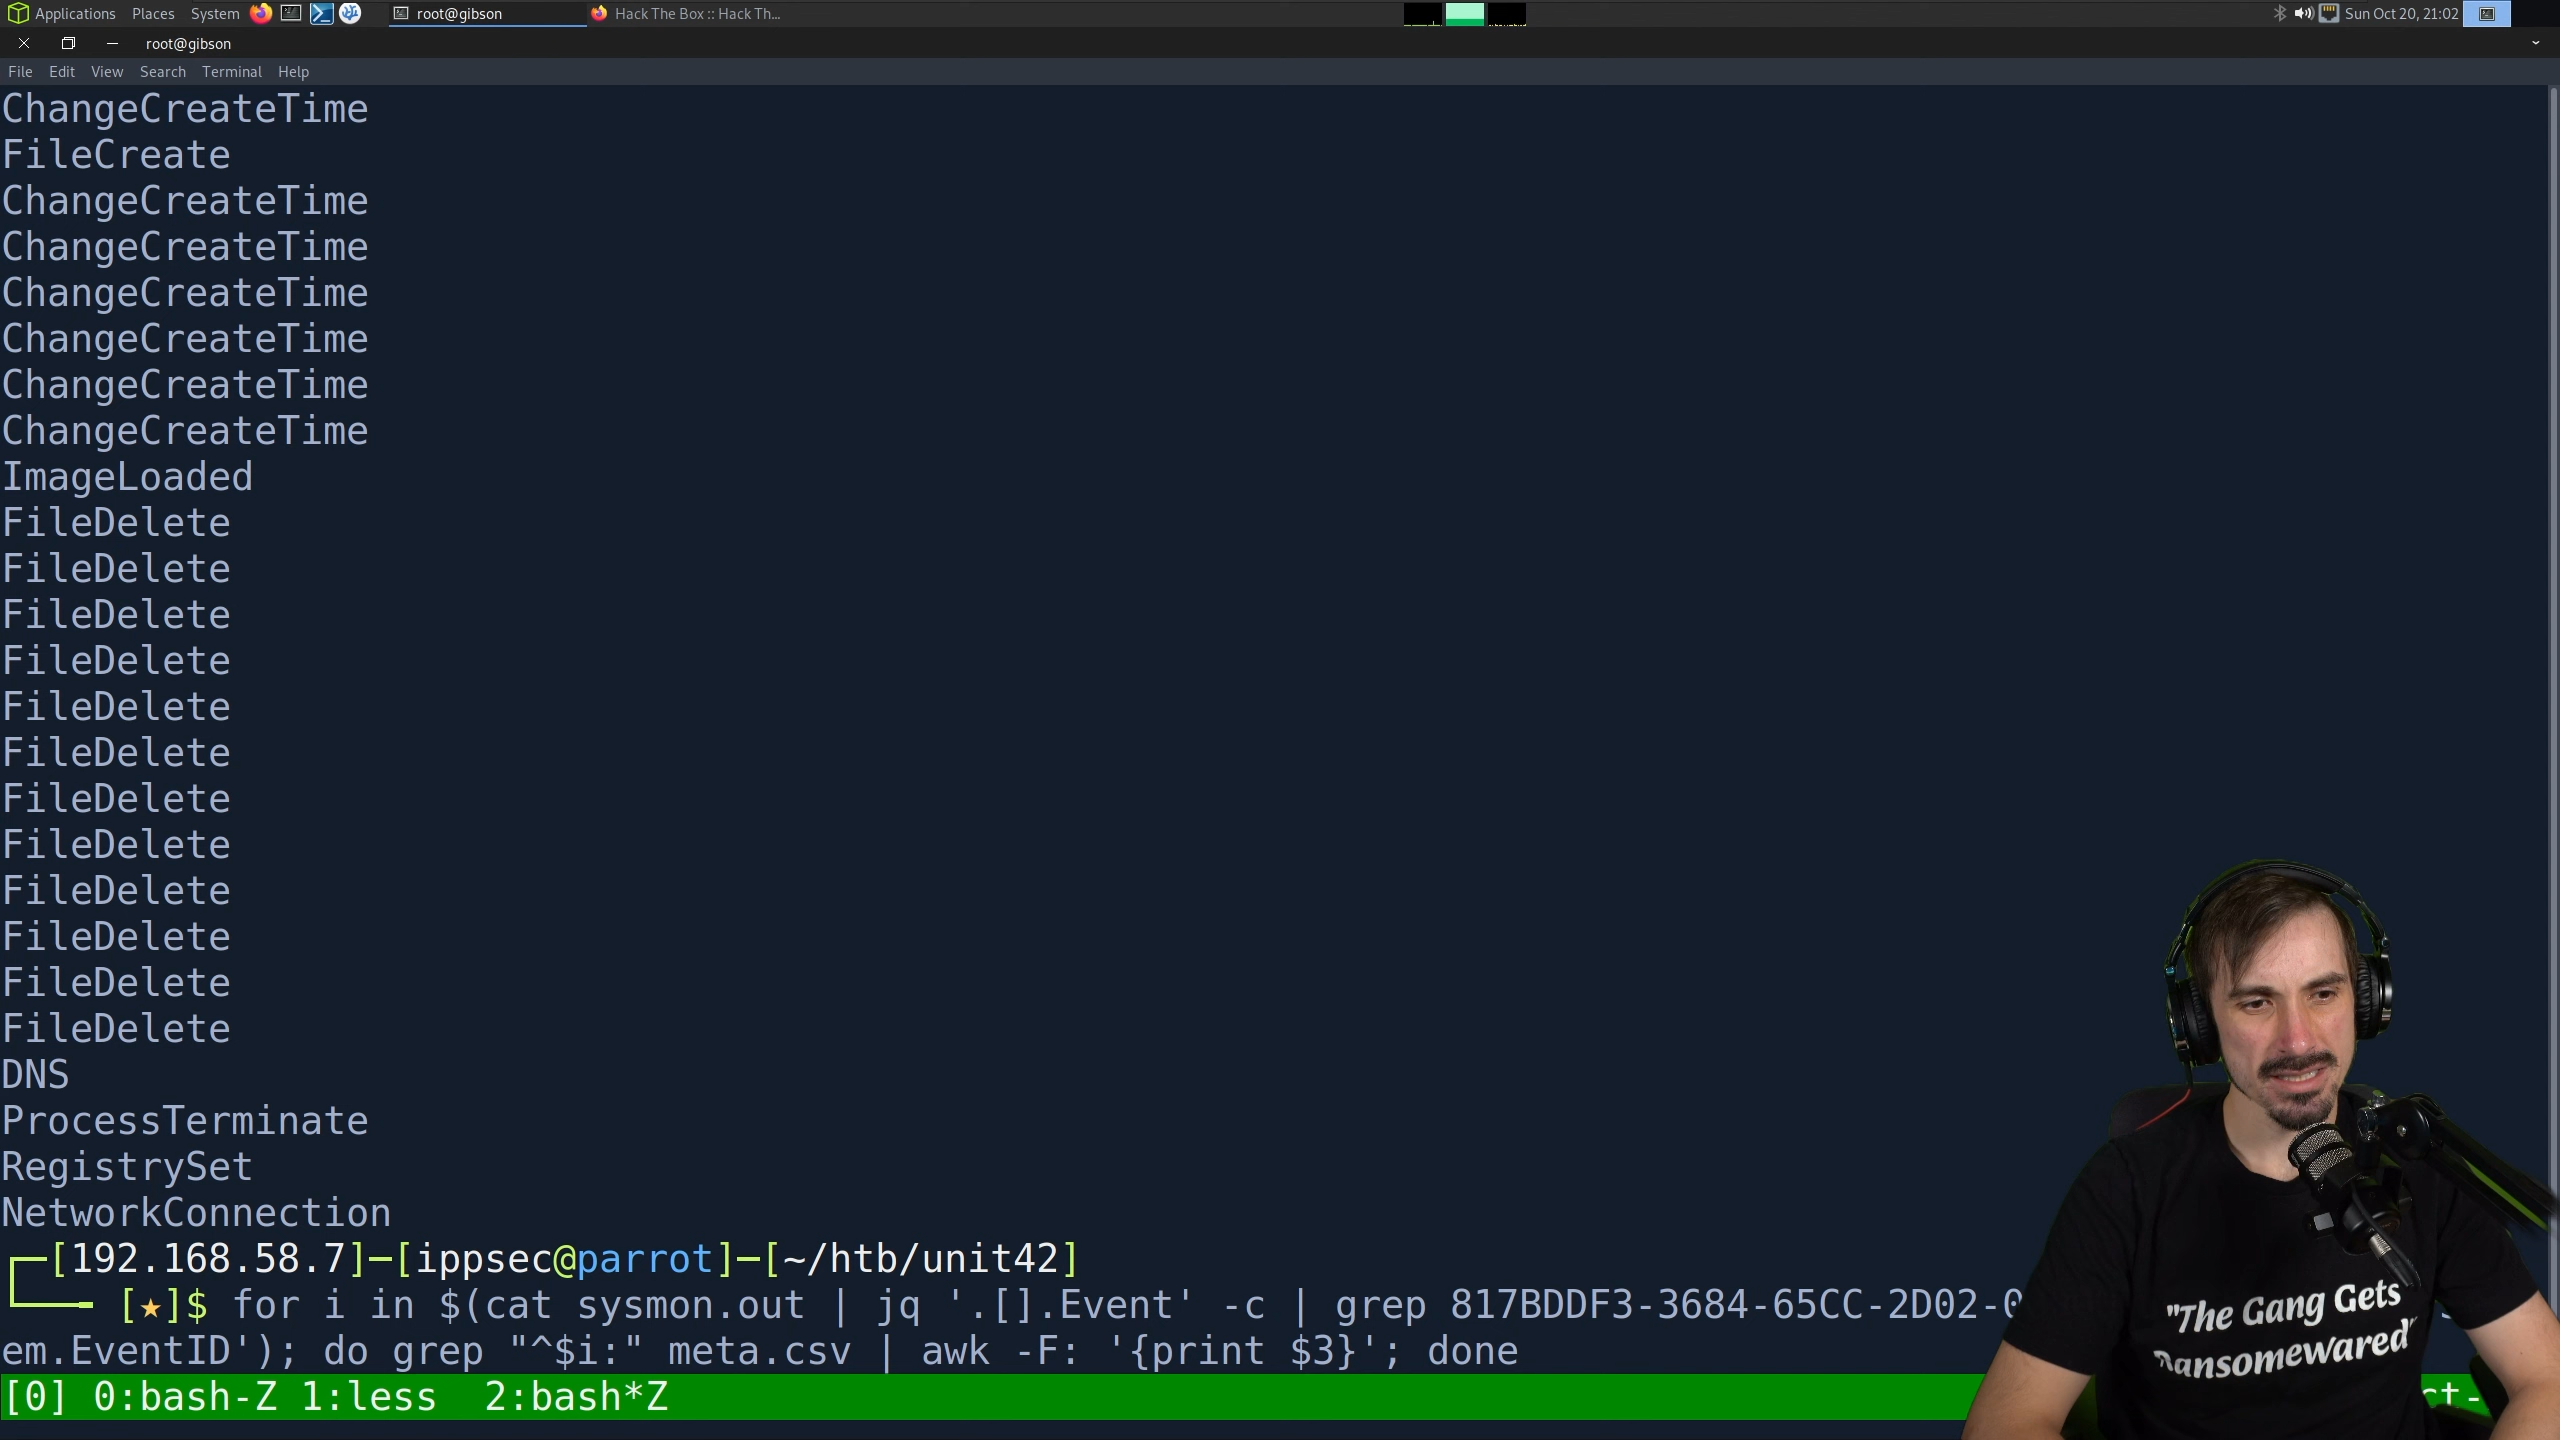 Applications Places System root@gibson Hack The Box :: Hack Th... Sun Oct 20, 21:02
root@gibson
File Edit View Search Terminal Help
ChangeCreateTime
FileCreate
ChangeCreateTime
ChangeCreateTime
ChangeCreateTime
ChangeCreateTime
ChangeCreateTime
ChangeCreateTime
ImageLoaded
FileDelete
FileDelete
FileDelete
FileDelete
FileDelete
FileDelete
FileDelete
FileDelete
FileDelete
FileDelete
FileDelete
FileDelete
DNS
ProcessTerminate
RegistrySet
NetworkConnection
[192.168.58.7]─[ippsec@parrot]─[~/htb/unit42]
[★]$ for i in $(cat sysmon.out | jq '.[].Event' -c | grep 817BDDF3-3684-65CC-2D02-0
em.EventID'); do grep "^$i:" meta.csv | awk -F: '{print $3}'; done
[0] 0:bash-Z 1:less 2:bash*Z
"The Gang Gets
Ransomewared"